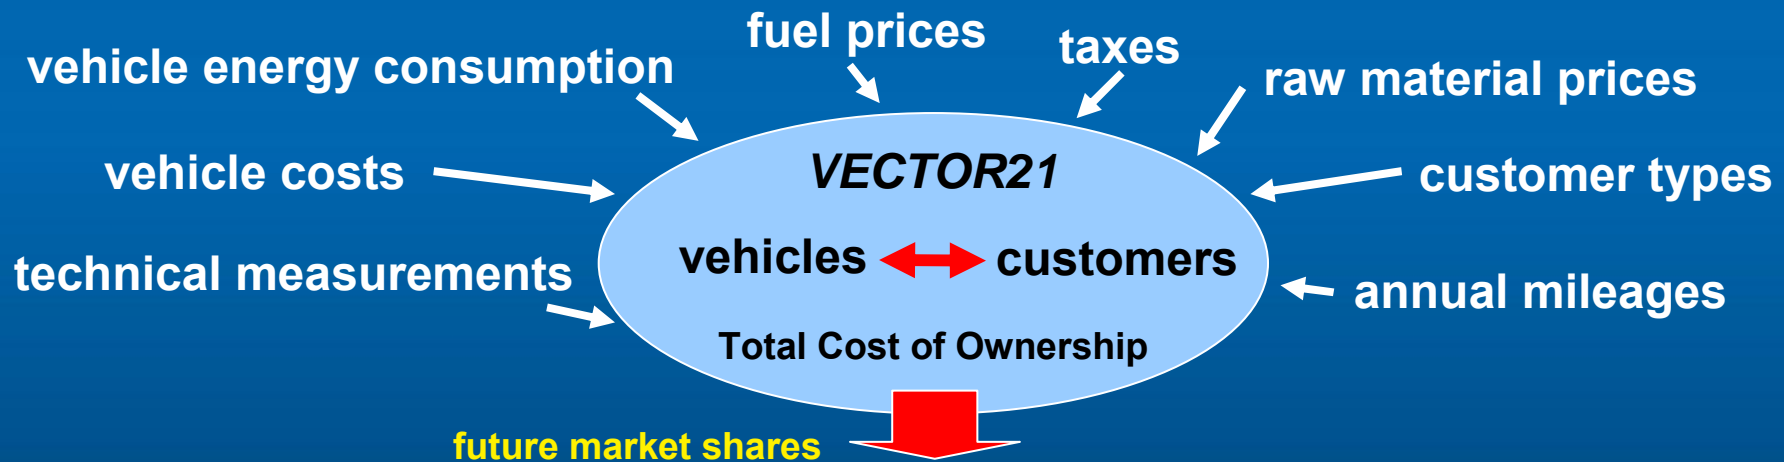 fuel prices
taxes
vehicle energy consumption
raw material prices
VECTOR21
vehicle costs
customer types
vehicles
customers
technical measurements
annual mileages
Total Cost of Ownership
future market shares